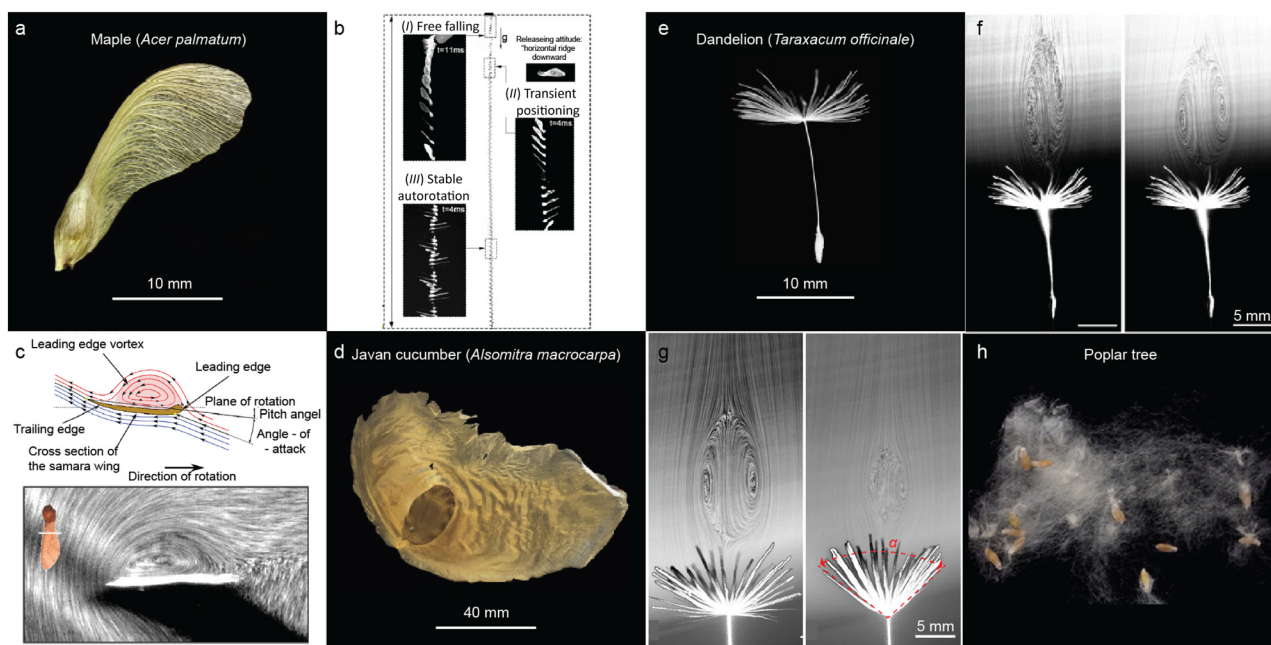 a
Maple (Acer palmatum)
10 mm
b
(I) Free falling
t=11ms
g
Releaseing attitude:
"horizontal ridge
downward
(II) Transient
positioning
t=4ms
(III) Stable
autorotation
t=4ms
c
Leading edge vortex
Leading edge
Plane of rotation
Pitch angel
Trailing edge
Angle - of
- attack
Cross section of
the samara wing
Direction of rotation
d
Javan cucumber (Alsomitra macrocarpa)
40 mm
e
Dandelion (Taraxacum officinale)
10 mm
f
5 mm
g
α
5 mm
h
Poplar tree